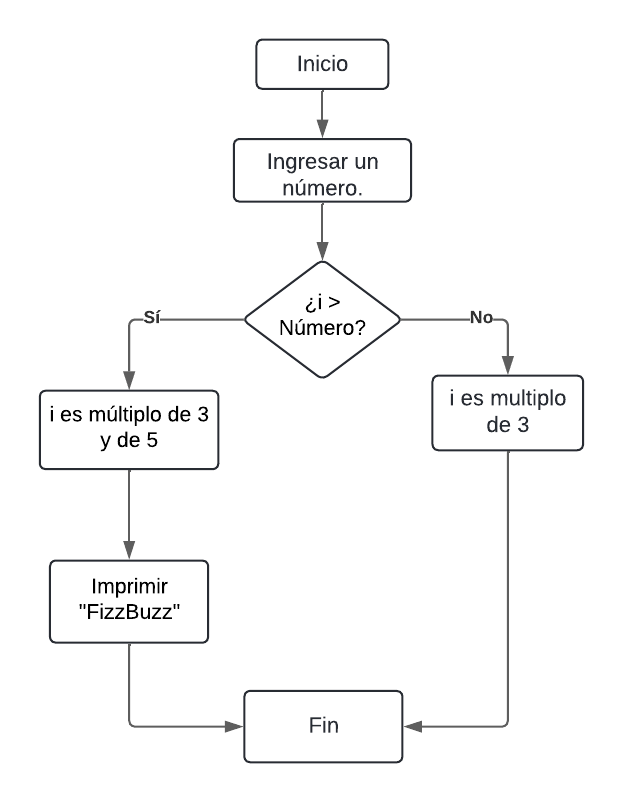 Inicio
Ingresar un
número.
¿i >
Número?
Sí
No
i es múltiplo de 3
y de 5
i es multiplo
de 3
Imprimir
"FizzBuzz"
Fin